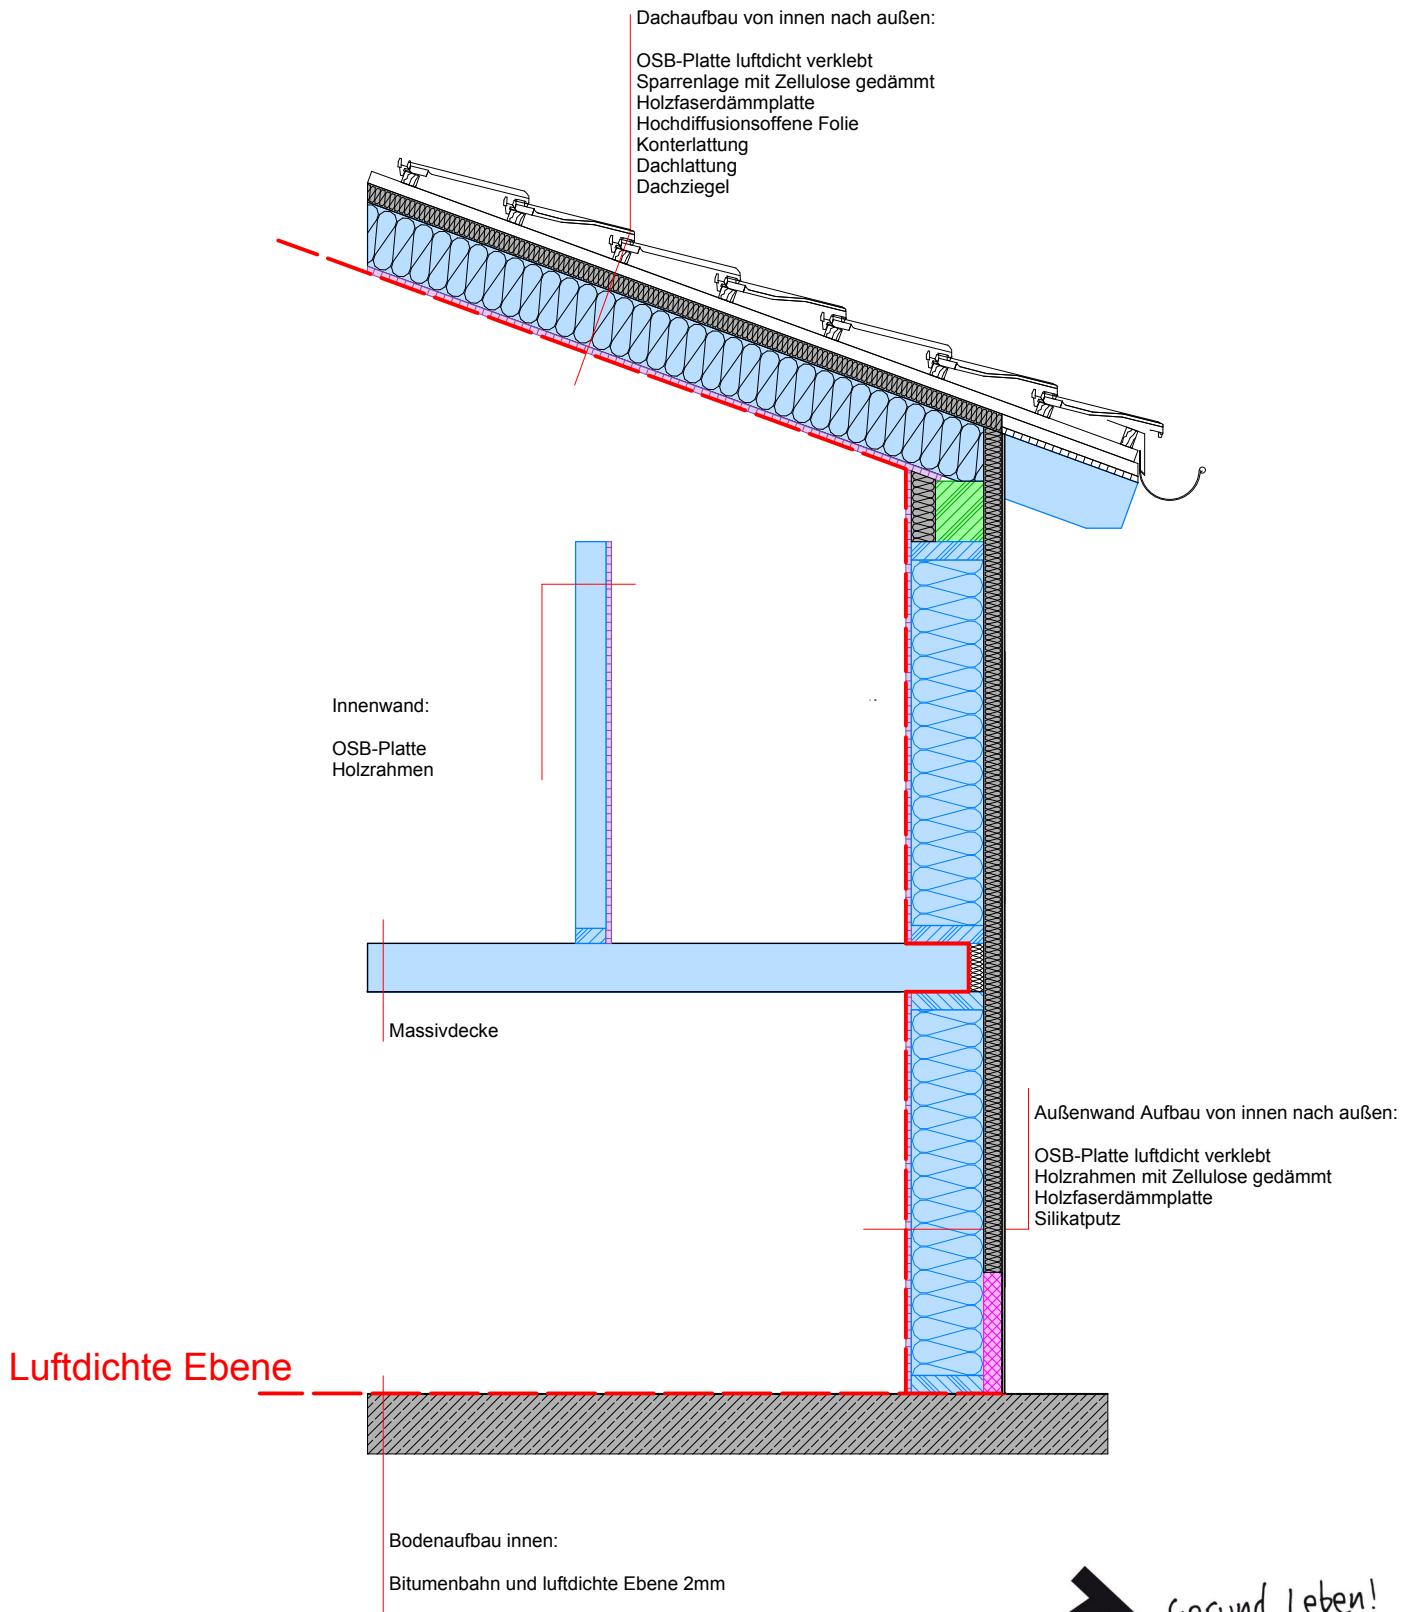 Dachaufbau von innen nach außen:
OSB-Platte luftdicht verklebt
Sparrenlage mit Zellulose gedämmt
Holzfaserdämmplatte
Hochdiffusionsoffene Folie
Konterlattung
Dachlattung
Dachziegel
Innenwand:
OSB-Platte
Holzrahmen
Massivdecke
Außenwand Aufbau von innen nach außen:
OSB-Platte luftdicht verklebt
Holzrahmen mit Zellulose gedämmt
Holzfaserdämmplatte
Silikatputz
Luftdichte Ebene
Bodenaufbau innen:
Bitumenbahn und luftdichte Ebene 2mm
Gesund Leben!